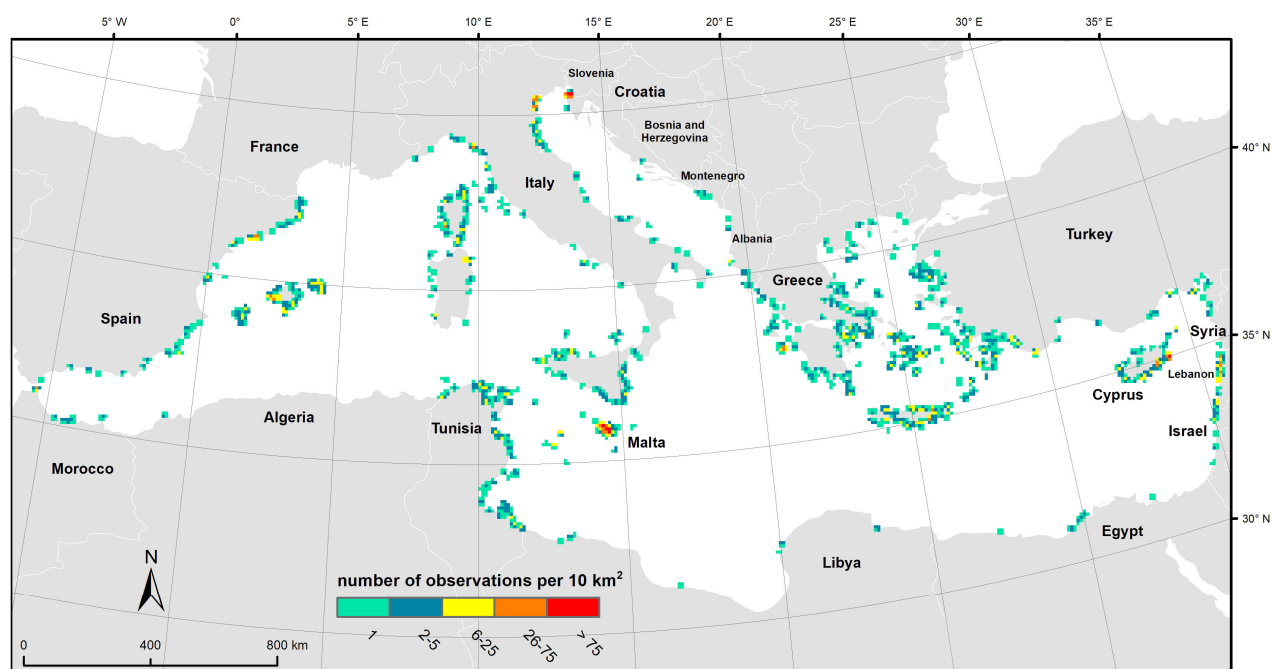 5° W 0° 5° E 10° E 15° E 20° E 25° E 30° E 35° E
Slovenia
Croatia
Bosnia and
Herzegovina
France
40° N
Montenegro
Italy
Turkey
Albania
Greece
Spain
35° N
Syria
Lebanon
Cyprus
Algeria
Tunisia
Malta
Israel
Morocco
30° N
Egypt
Libya
N
number of observations per 10 km²
1 2-5 6-25 26-75 > 75
0 400 800 km